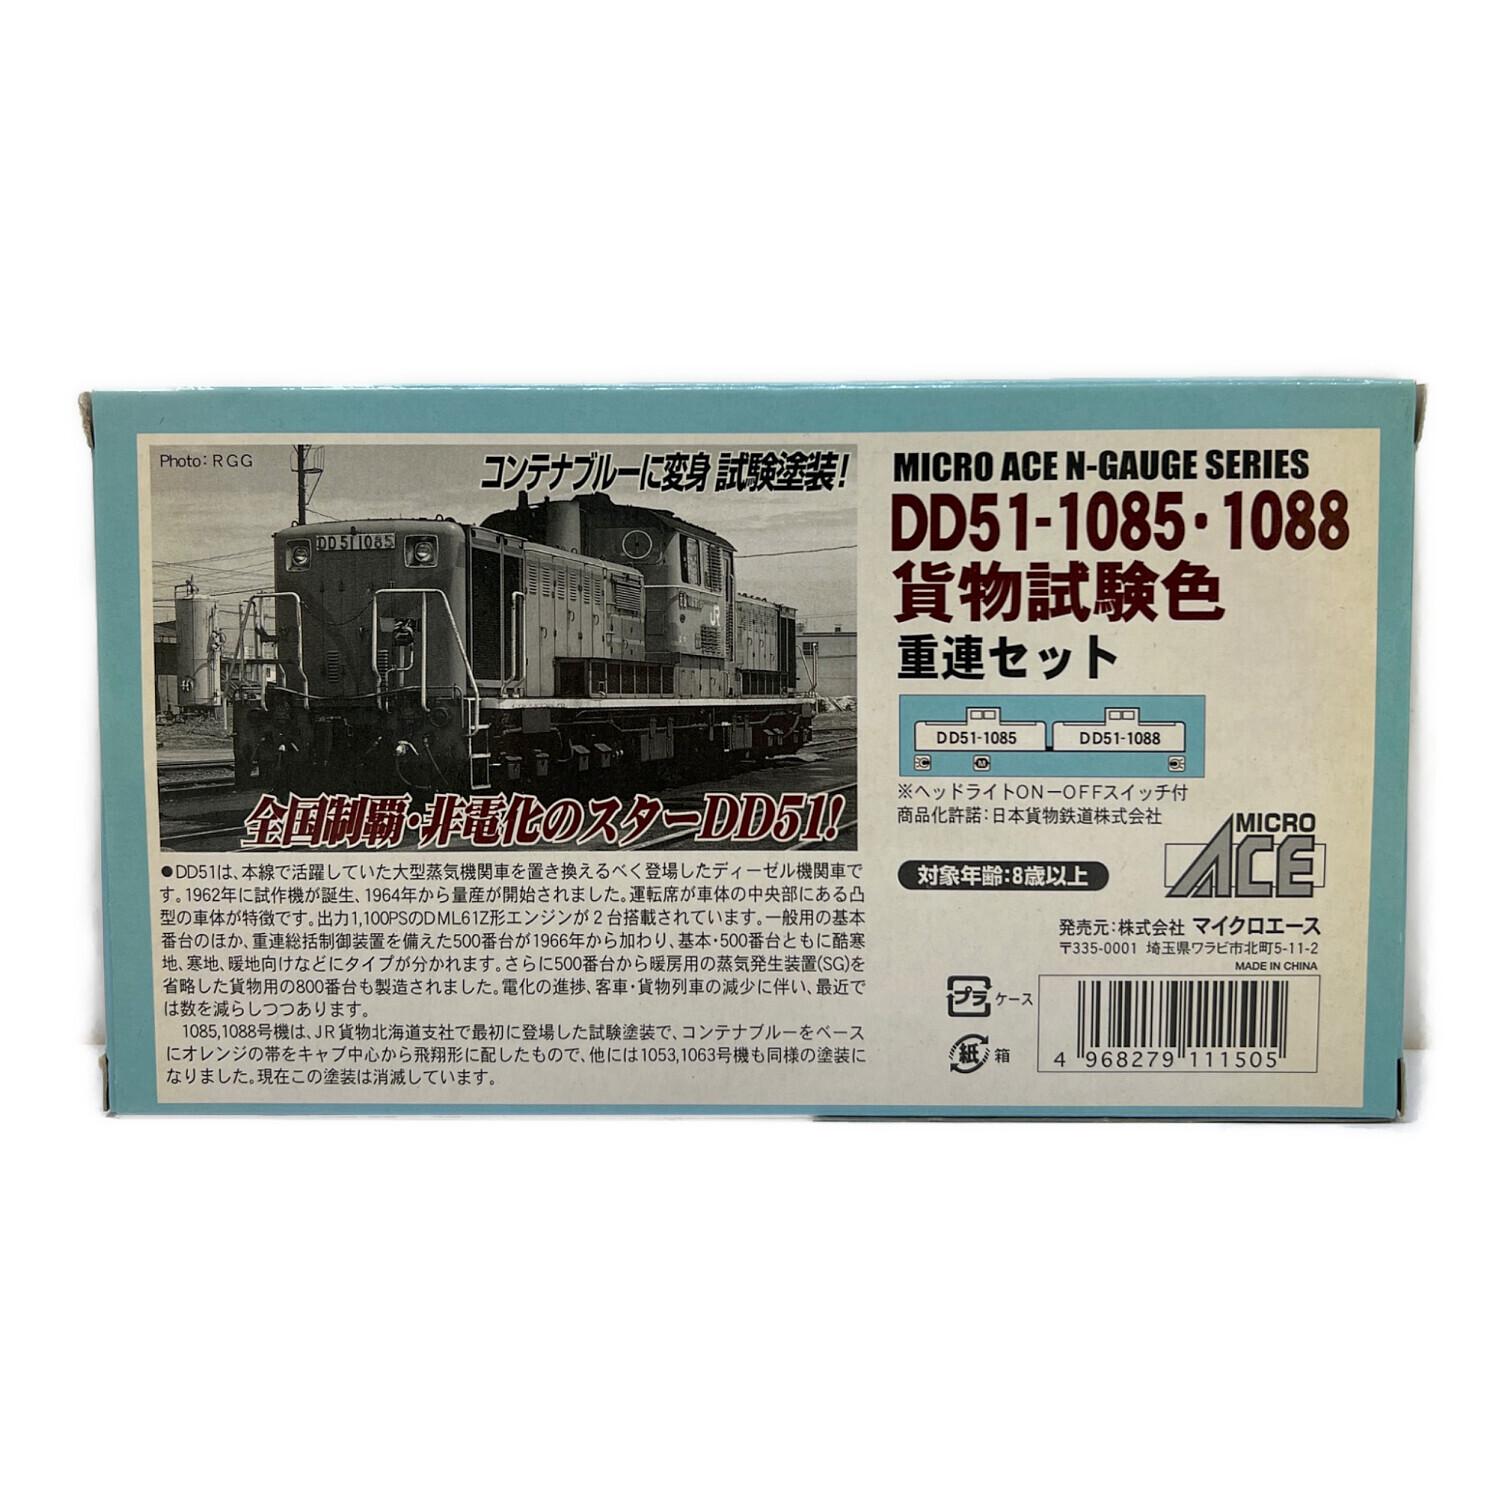 Photo: RGG
コンテナブルーに変身 試験塗装!
DD51 1085
JR
全国制覇・非電化のスターDD51!
●DD51は、本線で活躍していた大型蒸気機関車を置き換えるべく登場したディーゼル機関車で
す。1962年に試作機が誕生、1964年から量産が開始されました。運転席が車体の中央部にある凸
型の車体が特徴です。出力1,100PSのDML61Z形エンジンが2台搭載されています。一般用の基本
番台のほか、重連総括制御装置を備えた500番台が1966年から加わり、基本・500番台ともに酷寒
地、寒地、暖地向けなどにタイプが分かれます。さらに500番台から暖房用の蒸気発生装置(SG)を
省略した貨物用の800番台も製造されました。電化の進捗、客車・貨物列車の減少に伴い、最近で
は数を減らしつつあります。
1085,1088号機は、JR貨物北海道支社で最初に登場した試験塗装で、コンテナブルーをベース
にオレンジの帯をキャブ中心から飛翔形に配したもので、他には1053,1063号機も同様の塗装に
なりました。現在この塗装は消滅しています。
MICRO ACE N-GAUGE SERIES
DD51-1085・1088
貨物試験色
重連セット
DD51-1085 DD51-1088
M
※ヘッドライトON-OFFスイッチ付
商品化許諾:日本貨物鉄道株式会社
MICRO
ACE
対象年齢:8歳以上
発売元:株式会社 マイクロエース
〒335-0001 埼玉県ワラビ市北町5-11-2
MADE IN CHINA
プラ ケース
紙 箱
4 968279 111505